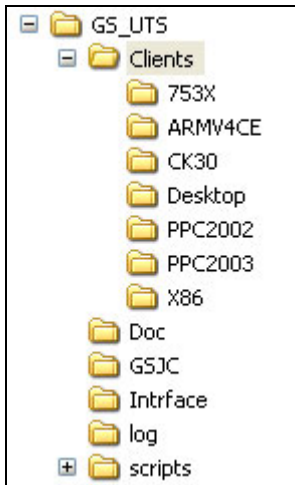 GS_UTS
Clients
753X
ARMV4CE
CK30
Desktop
PPC2002
PPC2003
X86
Doc
GSJC
Intrface
log
scripts